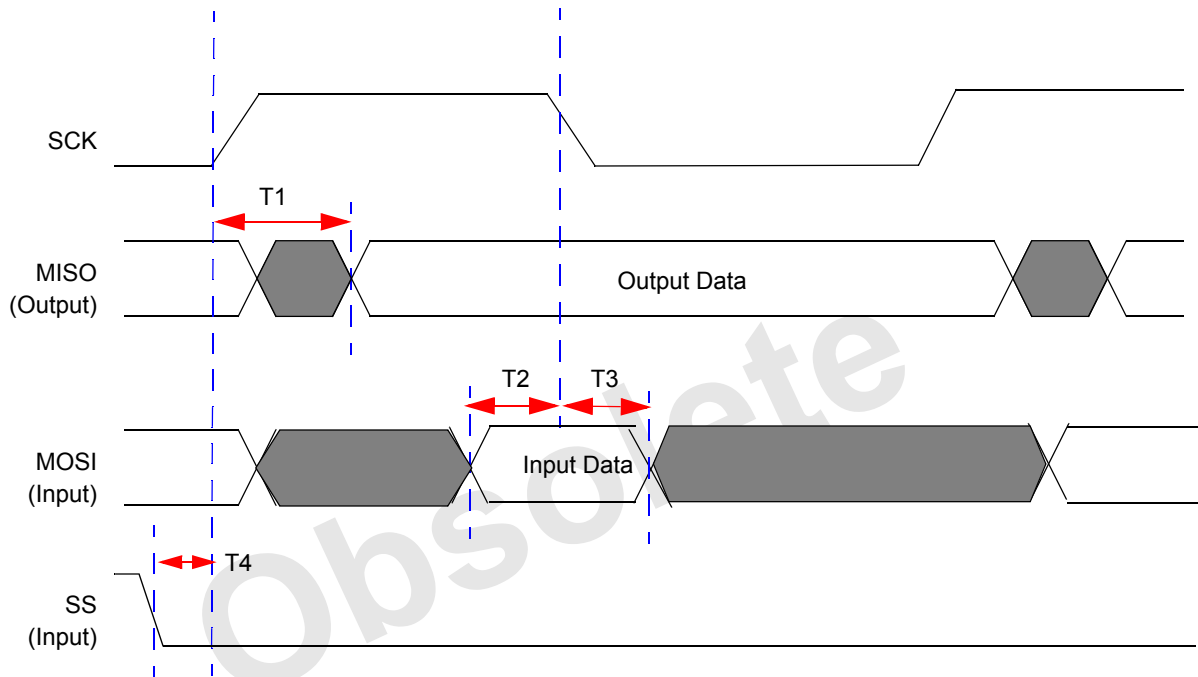 SCK
T1
MISO
(Output)
Output Data
T2
T3
MOSI
(Input)
Input Data
T4
SS
(Input)
Obsolete